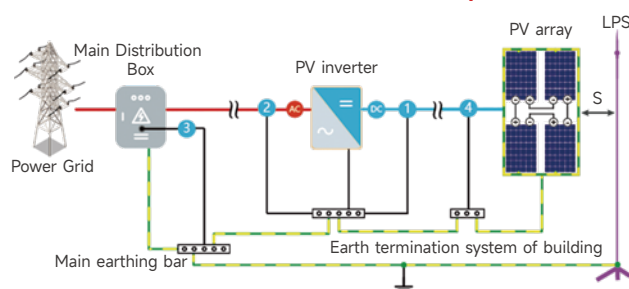 LPS
PV array
Main Distribution
Box
PV inverter
2
AC
DC
1
4
S
3
Power Grid
Earth termination system of building
Main earthing bar